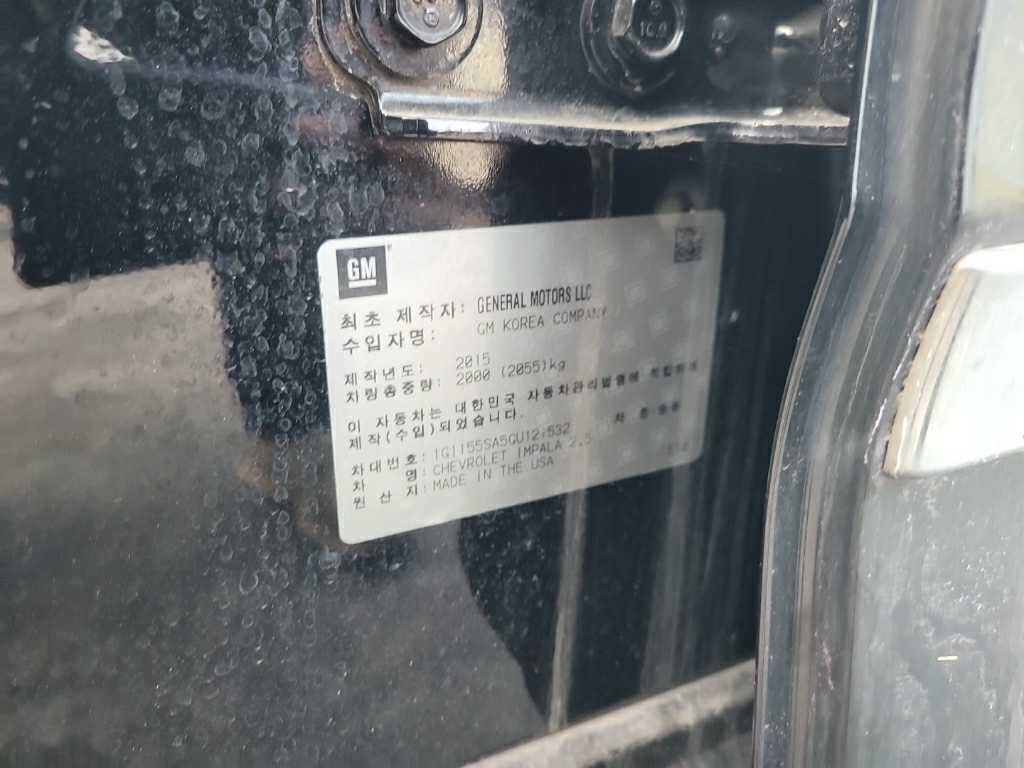 GM
최초 제작자: GENERAL MOTORS LLC
수입자명: GM KOREA COMPANY
제작년도: 2015
차량총중량: 2000 (2055)kg
이 자동차는 대한민국 자동차관리법령에 적합하게
제작(수입)되었습니다.
차대번호:
차 종 승용
차 명: CHEVROLET IMPALA 2.5
원 산 지: MADE IN THE USA